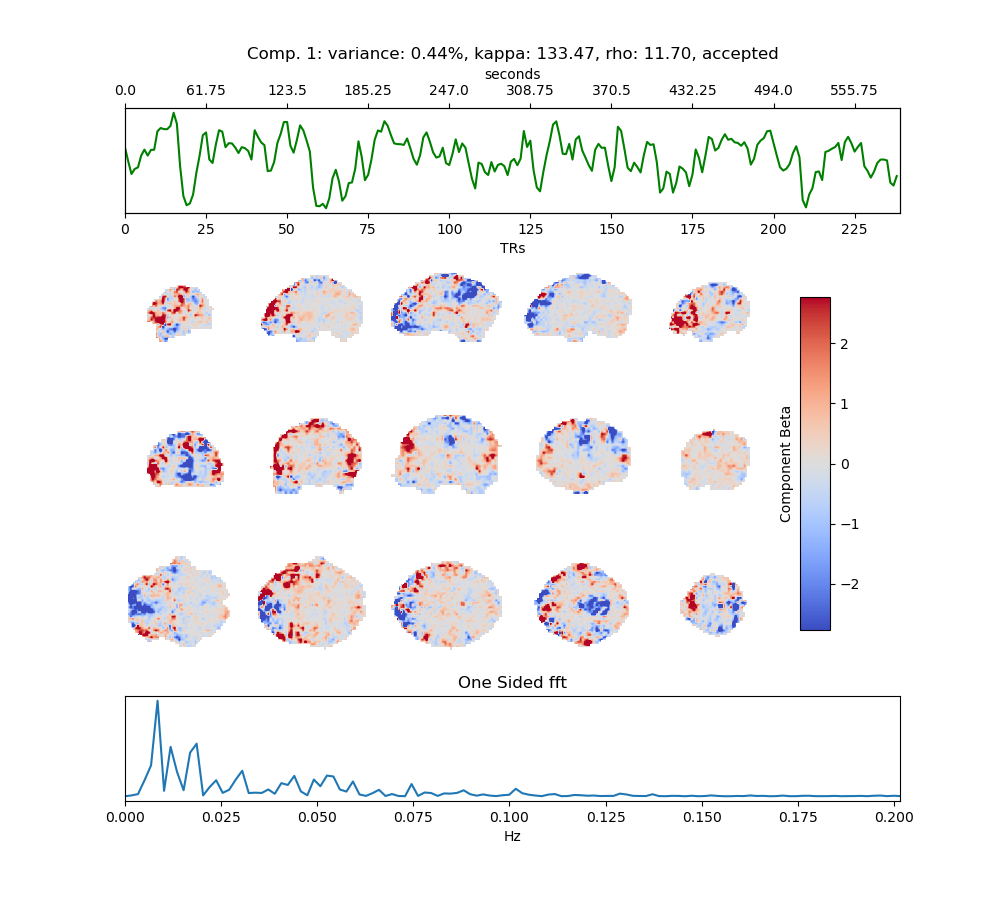 Comp. 1: variance: 0.44%, kappa: 133.47, rho: 11.70, accepted
seconds
0.0 61.75 123.5 185.25 247.0 308.75 370.5 432.25 494.0 555.75
0 25 50 75 100 125 150 175 200 225
TRs
2
1
0
−1
−2
Component Beta
One Sided fft
0.000 0.025 0.050 0.075 0.100 0.125 0.150 0.175 0.200
Hz